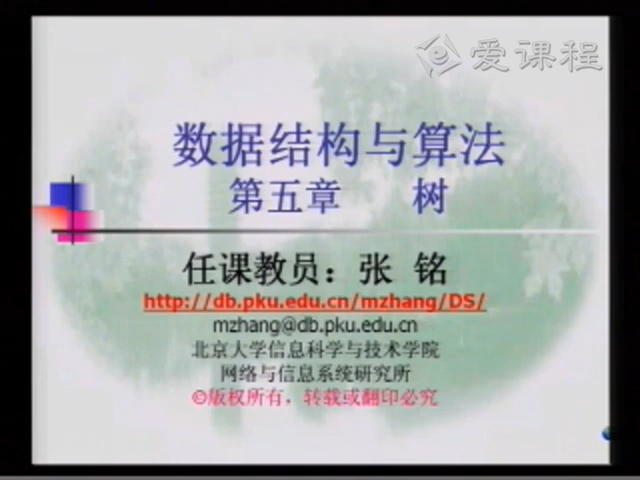 爱课程
数据结构与算法
第五章 树
任课教员：张 铭
http://db.pku.edu.cn/mzhang/DS/
mzhang@db.pku.edu.cn
北京大学信息科学与技术学院
网络与信息系统研究所
©版权所有，转载或翻印必究